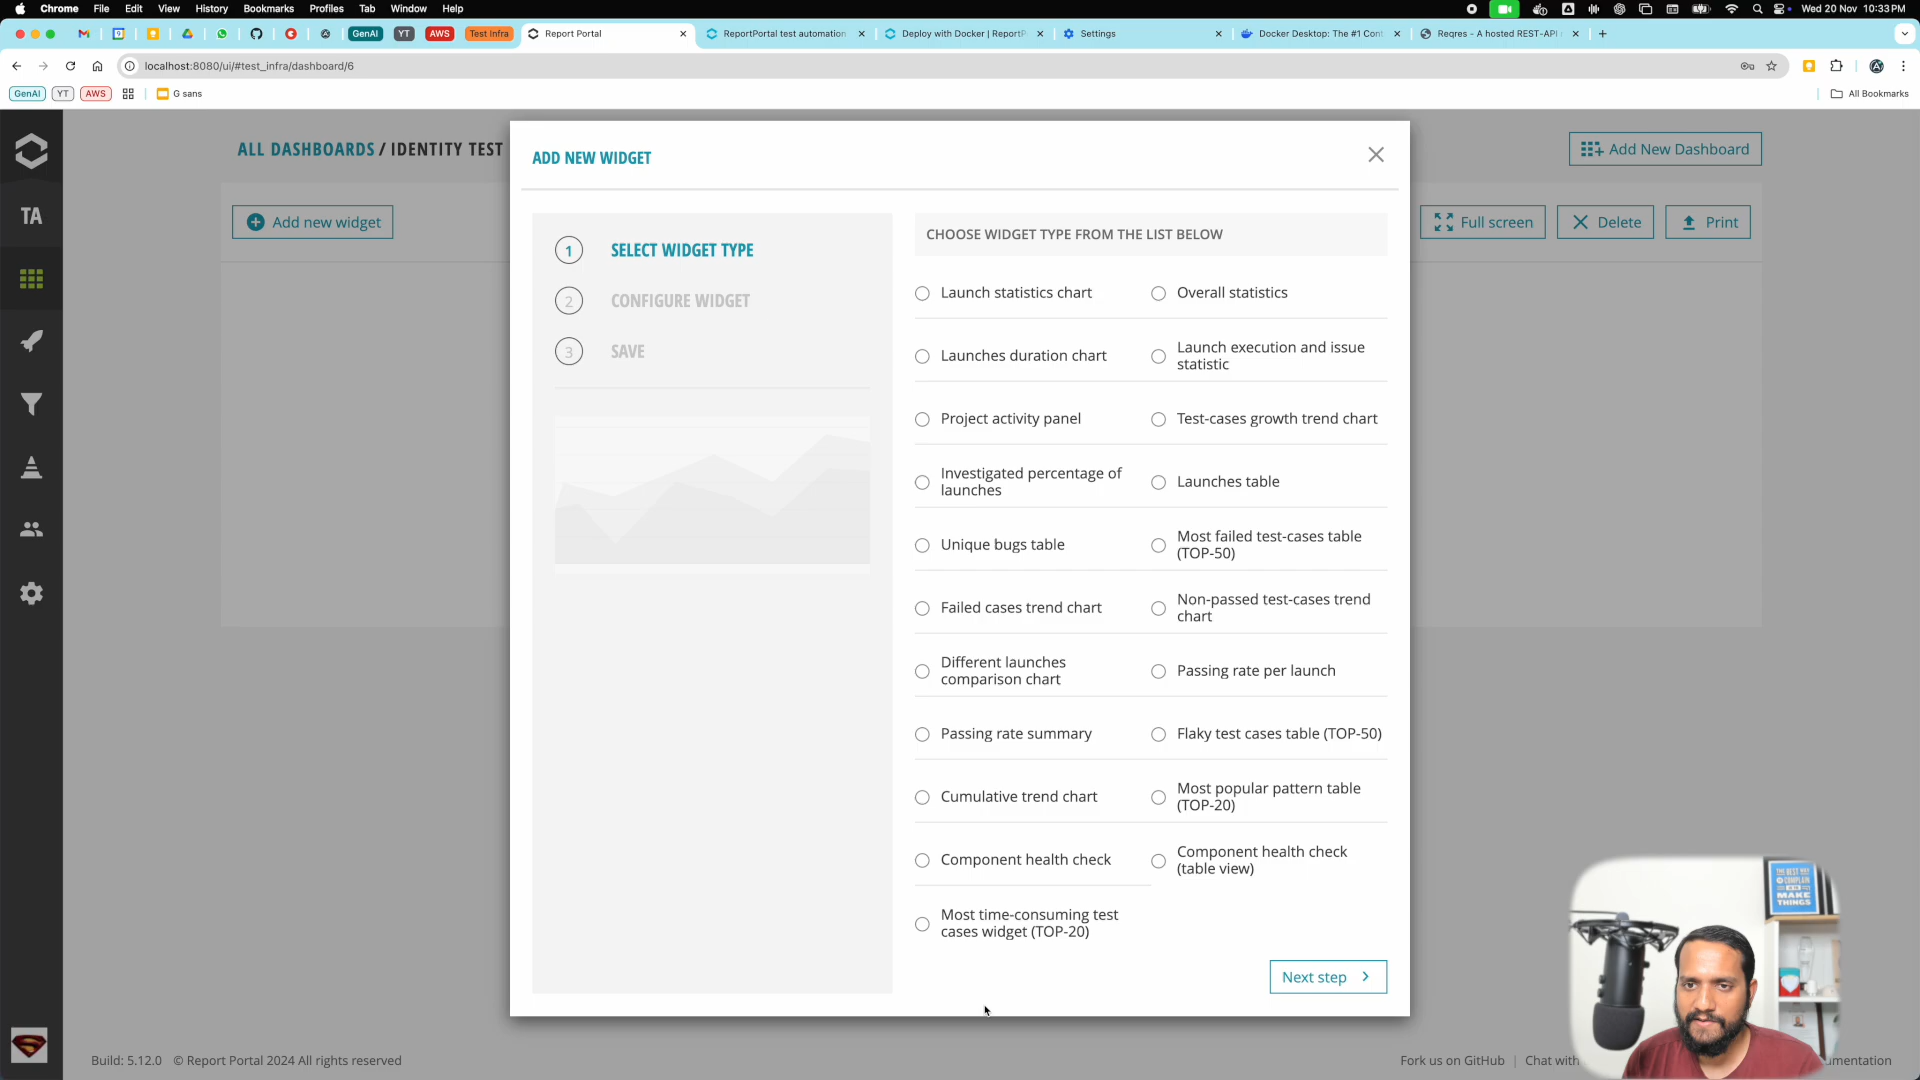 Chrome File Edit View History Bookmarks Profiles Tab Window Help
Wed 20 Nov 10:33PM
GenAI YT AWS Test Infra Report Portal ReportPortal test automation Deploy with Docker | ReportP Settings Docker Desktop: The #1 Cont Reqres - A hosted REST-API
localhost:8080/ui/#test_infra/dashboard/6
GenAI YT AWS G sans All Bookmarks
ALL DASHBOARDS / IDENTITY TEST
Add New Dashboard
TA
Add new widget
Full screen
Delete
Print
ADD NEW WIDGET
1 SELECT WIDGET TYPE
2 CONFIGURE WIDGET
3 SAVE
CHOOSE WIDGET TYPE FROM THE LIST BELOW
Launch statistics chart
Overall statistics
Launches duration chart
Launch execution and issue
statistic
Project activity panel
Test-cases growth trend chart
Investigated percentage of
launches
Launches table
Unique bugs table
Most failed test-cases table
(TOP-50)
Failed cases trend chart
Non-passed test-cases trend
chart
Different launches
comparison chart
Passing rate per launch
Passing rate summary
Flaky test cases table (TOP-50)
Cumulative trend chart
Most popular pattern table
(TOP-20)
Component health check
Component health check
(table view)
Most time-consuming test
cases widget (TOP-20)
Next step
THE BEST WAY
COMPLAIN
MAKE
THINGS
Build: 5.12.0 © Report Portal 2024 All rights reserved
Fork us on GitHub | Chat with
umentation